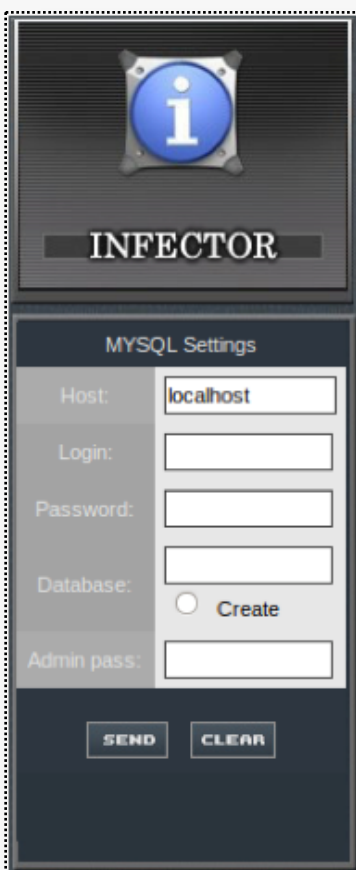 i
INFECTOR
MYSQL Settings
Host: localhost
Login:
Password:
Database:
Create
Admin pass:
SEND CLEAR